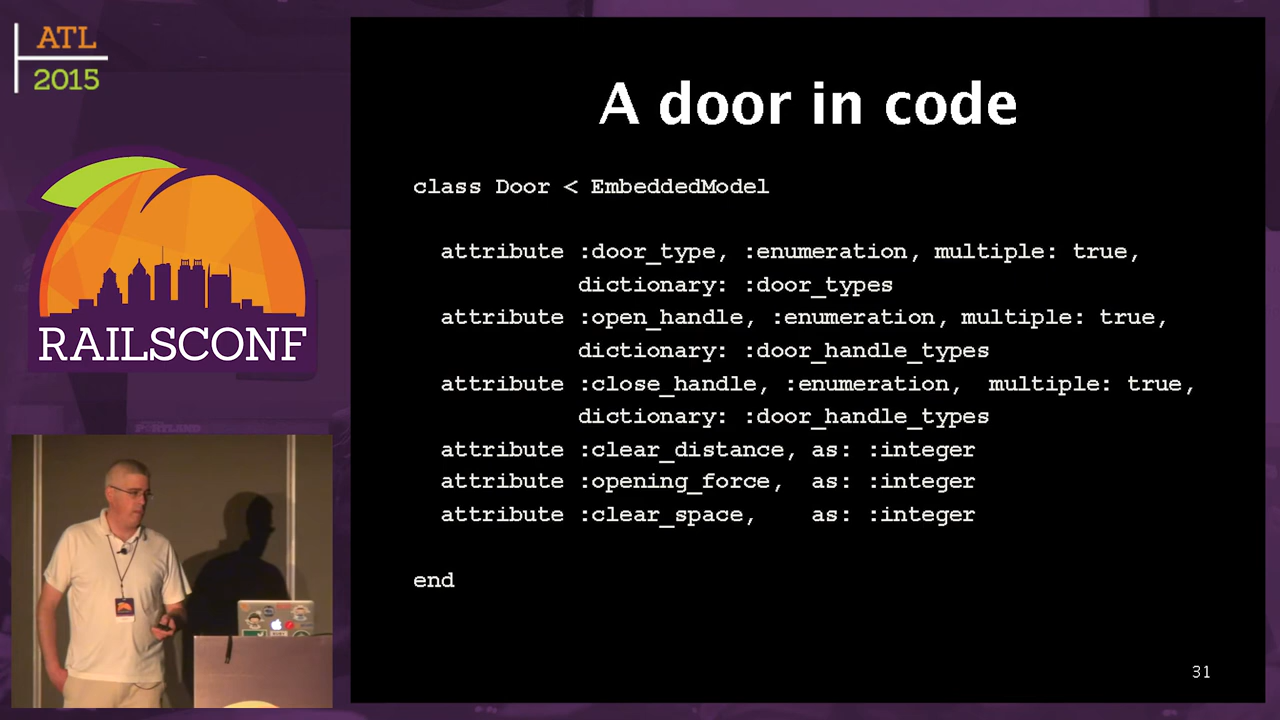 ATL
2015
RAILSCONF
A door in code
class Door < EmbeddedModel
attribute :door_type, :enumeration, multiple: true,
dictionary: :door_types
attribute :open_handle, :enumeration, multiple: true,
dictionary: :door_handle_types
attribute :close_handle, :enumeration,  multiple: true,
dictionary: :door_handle_types
attribute :clear_distance, as: :integer
attribute :opening_force,  as: :integer
attribute :clear_space,    as: :integer
end
31